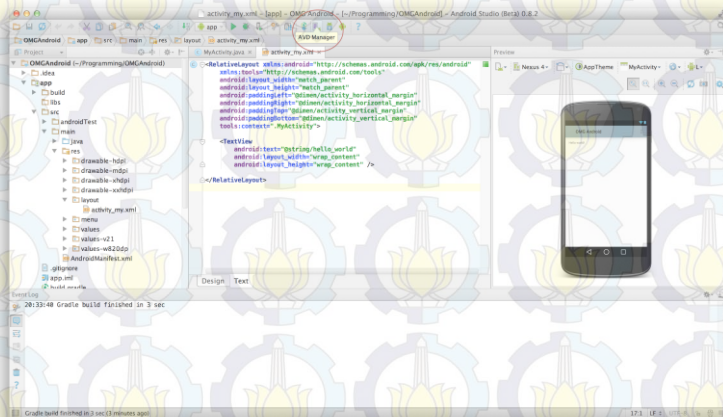 activity_my.xml - [app] - OMG Android - [~/Programming/OMGAndroid] - Android Studio (Beta) 0.8.2
app
AVD Manager
OMGAndroid app src main res layout activity_my.xml
Project
MyActivity.java activity_my.xml
Preview
OMGAndroid (~/Programming/OMGAndroid)
.idea
app
build
libs
src
androidTest
main
java
res
drawable-hdpi
drawable-mdpi
drawable-xhdpi
drawable-xxhdpi
layout
activity_my.xml
menu
values
values-v21
values-w820dp
AndroidManifest.xml
.gitignore
app.iml
build.gradle
<RelativeLayout xmlns:android="http://schemas.android.com/apk/res/android"
xmlns:tools="http://schemas.android.com/tools"
android:layout_width="match_parent"
android:layout_height="match_parent"
android:paddingLeft="@dimen/activity_horizontal_margin"
android:paddingRight="@dimen/activity_horizontal_margin"
android:paddingTop="@dimen/activity_vertical_margin"
android:paddingBottom="@dimen/activity_vertical_margin"
tools:context=".MyActivity">
<TextView
android:text="@string/hello_world"
android:layout_width="wrap_content"
android:layout_height="wrap_content" />
</RelativeLayout>
Design Text
Nexus 4 AppTheme MyActivity L
OMG Android
Event Log
20:33:40 Gradle build finished in 3 sec
Gradle build finished in 3 sec (3 minutes ago)
17:1 LF